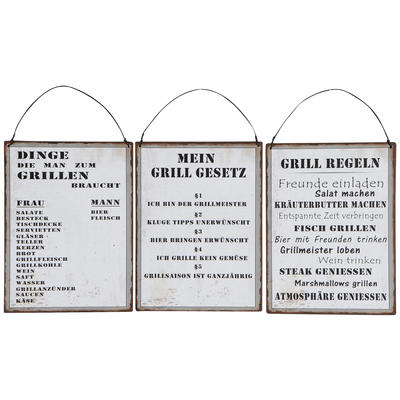 DINGE
DIE MAN ZUM
GRILLEN
BRAUCHT
FRAU
SALATE
BESTECK
TISCHDECKE
SERVIETTEN
GLÄSER
TELLER
KERZEN
BROT
GRILLFLEISCH
GRILLKOHLE
WEIN
SAFT
WASSER
GRILLANZÜNDER
SAUCEN
KÄSE
MANN
BIER
FLEISCH
MEIN
GRILL GESETZ
§1
ICH BIN DER GRILLMEISTER
§2
KLUGE TIPPS UNERWÜNSCHT
§3
BIER BRINGEN ERWÜNSCHT
§4
ICH GRILLE KEIN GEMÜSE
§5
GRILLSAISON IST GANZJÄHRIG
GRILL REGELN
Freunde einladen
Salat machen
KRÄUTERBUTTER MACHEN
Entspannte Zeit verbringen
FISCH GRILLEN
Bier mit Freunden trinken
Grillmeister loben
Wein trinken
STEAK GENIESSEN
Marshmallows grillen
ATMOSPHÄRE GENIESSEN